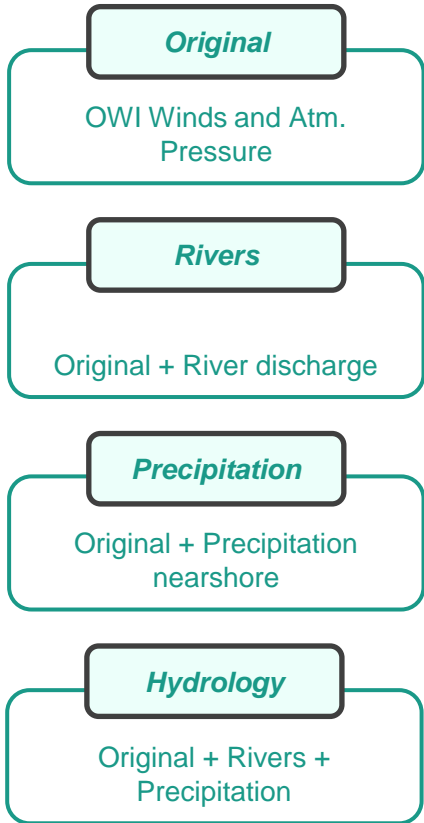 Original
OWI Winds and Atm.
Pressure
Rivers
Original + River discharge
Precipitation
Original + Precipitation
nearshore
Hydrology
Original + Rivers +
Precipitation